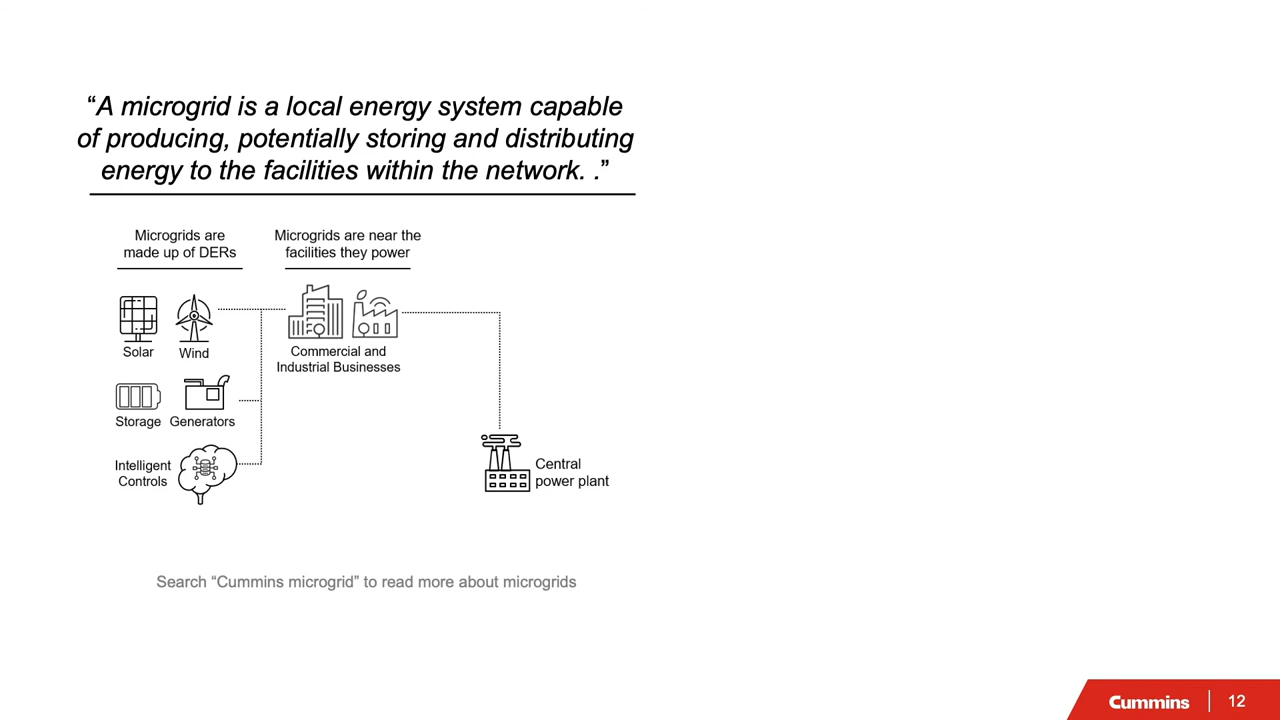 “A microgrid is a local energy system capable
of producing, potentially storing and distributing
energy to the facilities within the network. .”
Microgrids are
made up of DERs
Microgrids are near the
facilities they power
Solar
Wind
Commercial and
Industrial Businesses
Storage
Generators
Intelligent
Controls
Central
power plant
Search “Cummins microgrid” to read more about microgrids
Cummins
12